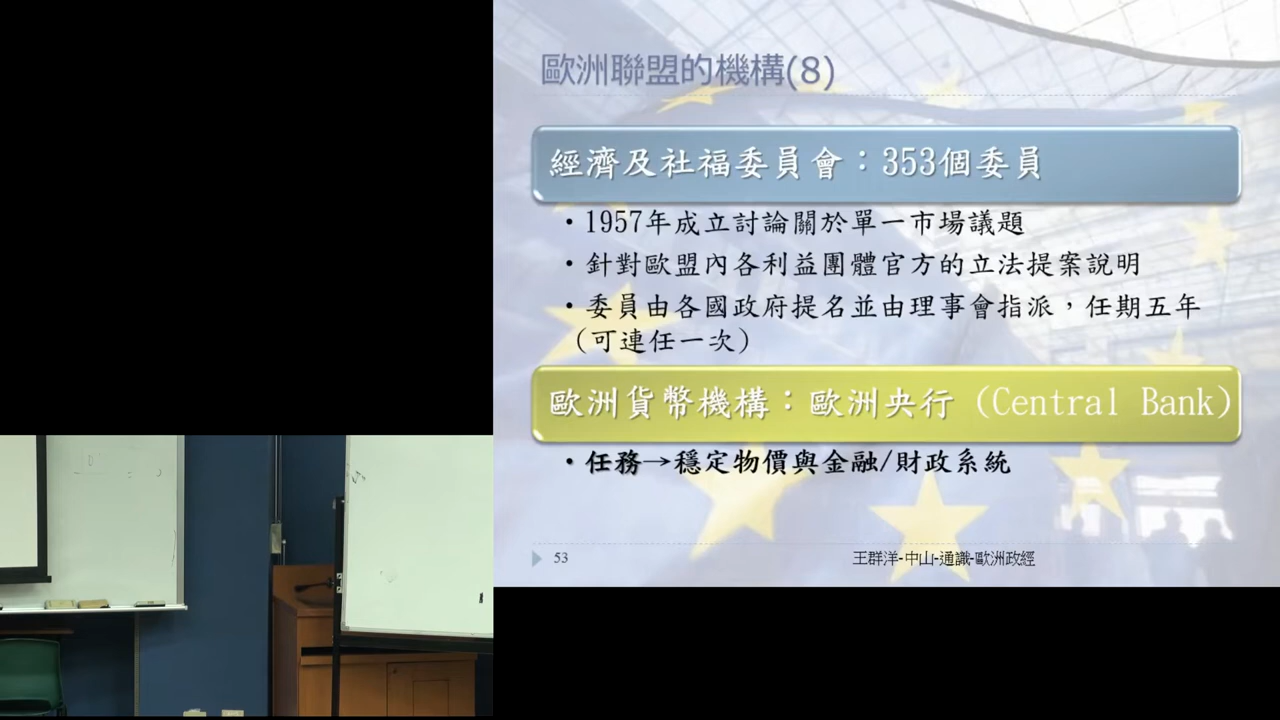 歐洲聯盟的機構(8)
經濟及社福委員會：353個委員
•1957年成立討論關於單一市場議題
•針對歐盟內各利益團體官方的立法提案說明
•委員由各國政府提名並由理事會指派，任期五年
(可連任一次)
歐洲貨幣機構：歐洲央行 (Central Bank)
•任務→穩定物價與金融/財政系統
53
王群洋-中山-通識-歐洲政經